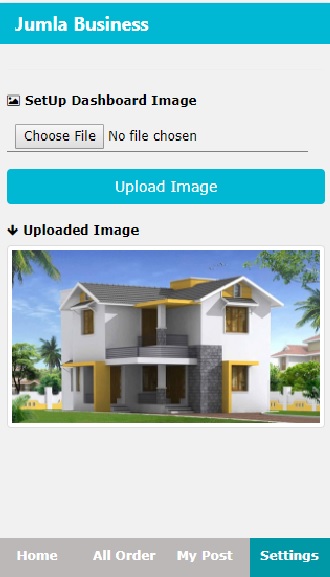 Jumla Business
SetUp Dashboard Image
Choose File No file chosen
Upload Image
Uploaded Image
Home All Order My Post Settings